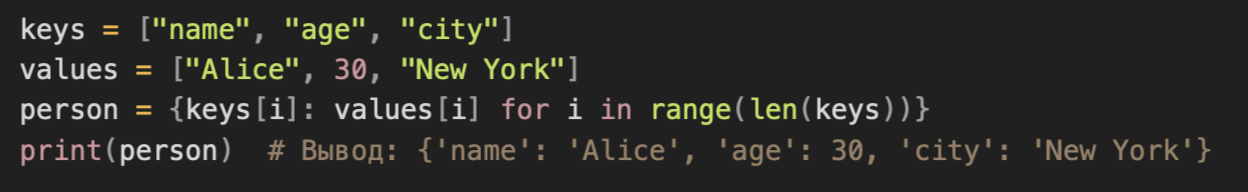 keys = ["name", "age", "city"]
values = ["Alice", 30, "New York"]
person = {keys[i]: values[i] for i in range(len(keys))}
print(person)  # Вывод: {'name': 'Alice', 'age': 30, 'city': 'New York'}